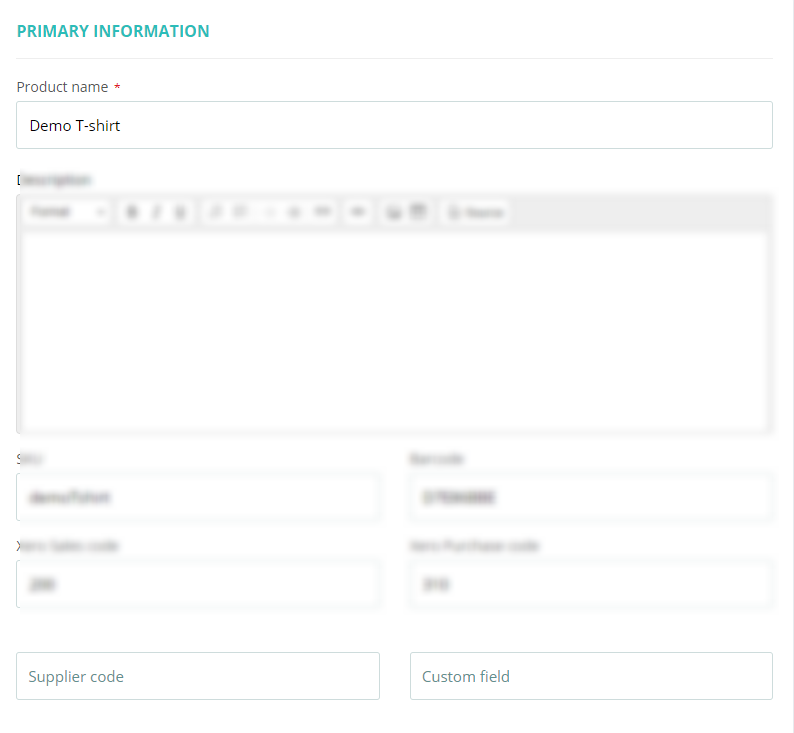 PRIMARY INFORMATION
Product name *
Demo T-shirt
Description
Format
B I U
Source
SKU
Barcode
demoTshirt
Xero Sales code
Xero Purchase code
200
310
Supplier code
Custom field